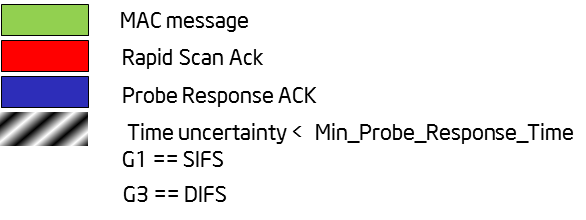 MAC message
Rapid Scan Ack
Probe Response ACK
Time uncertainty < Min_Probe_Response_Time
G1 == SIFS
G3 == DIFS